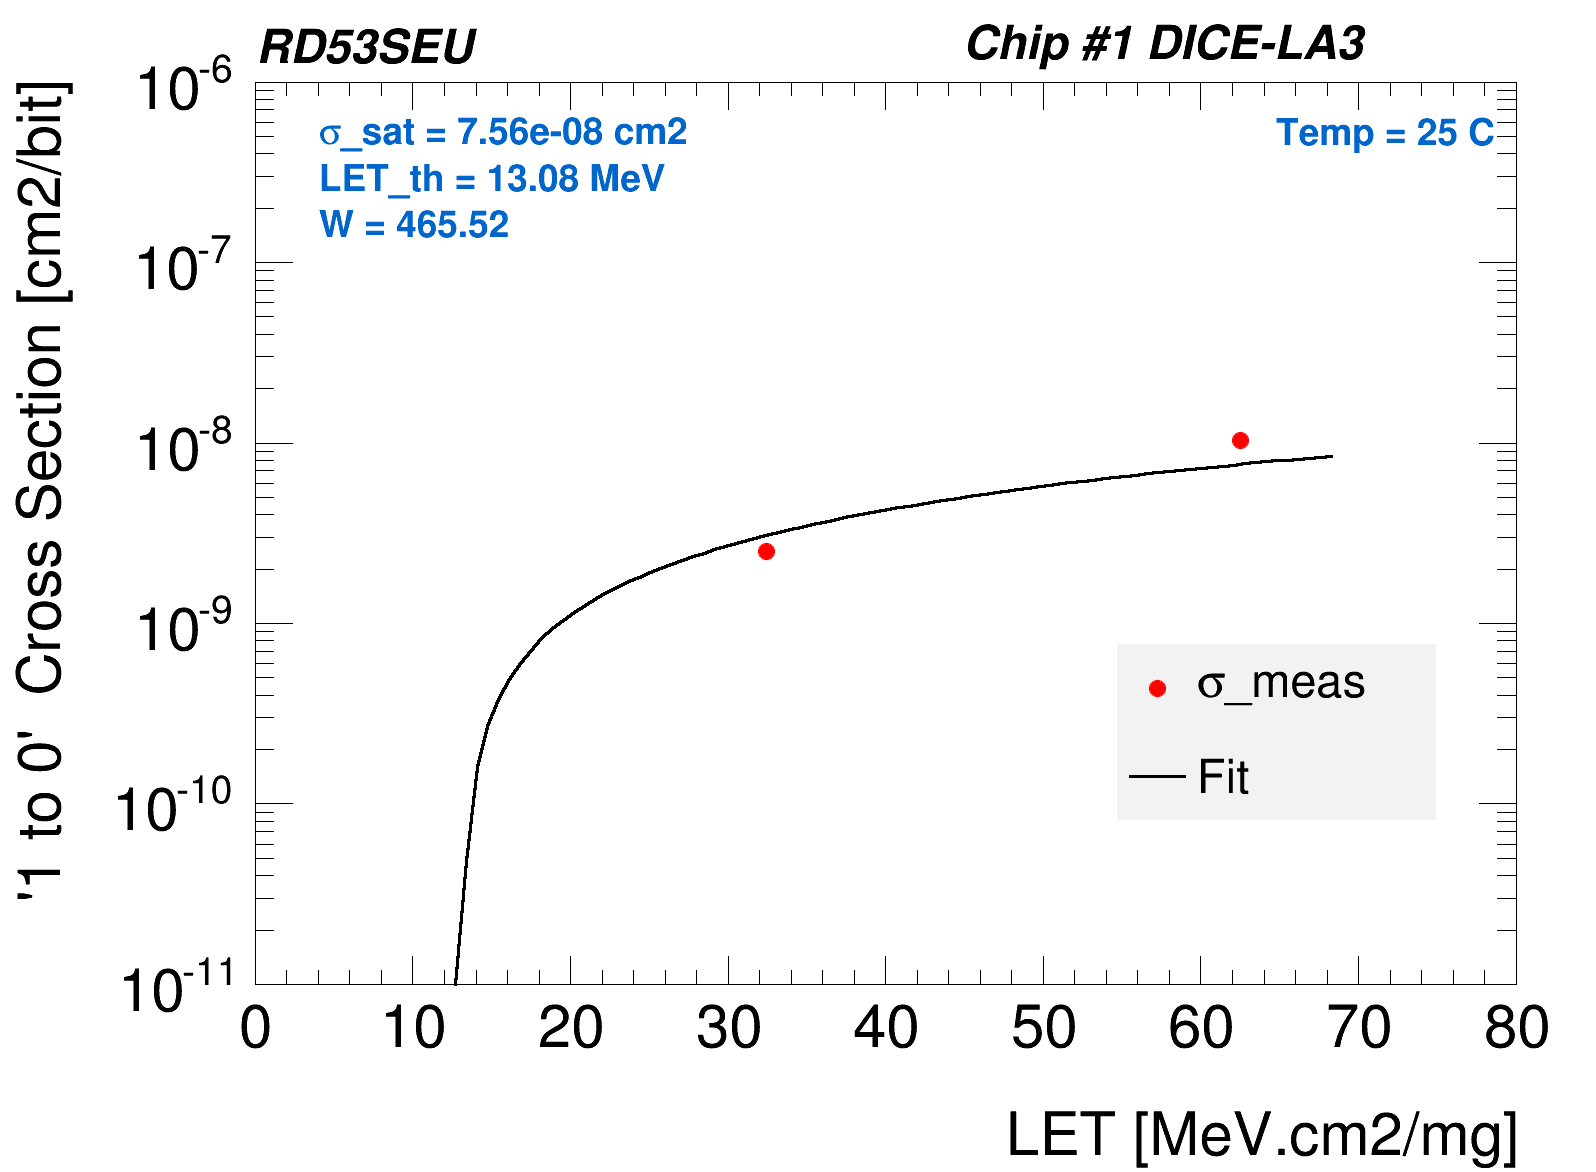 RD53SEU
Chip #1 DICE-LA3
σ_sat = 7.56e-08 cm2
LET_th = 13.08 MeV
W = 465.52
Temp = 25 C
'1 to 0' Cross Section [cm2/bit]
10^-6
10^-7
10^-8
10^-9
10^-10
10^-11
σ_meas
Fit
0 10 20 30 40 50 60 70 80
LET [MeV.cm2/mg]